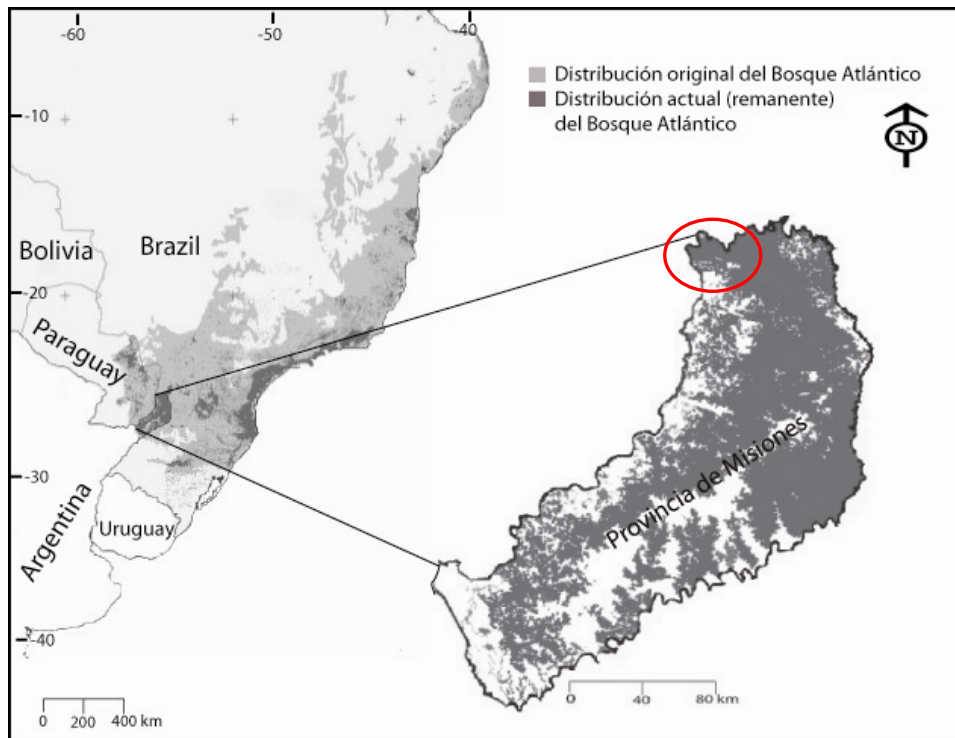 -60
-50
-40
Distribución original del Bosque Atlántico
Distribución actual (remanente)
del Bosque Atlántico
N
-10
Bolivia
Brazil
-20
Paraguay
Provincia de Misiones
-30
Argentina
Uruguay
-40
0 40 80 km
0 200 400 km